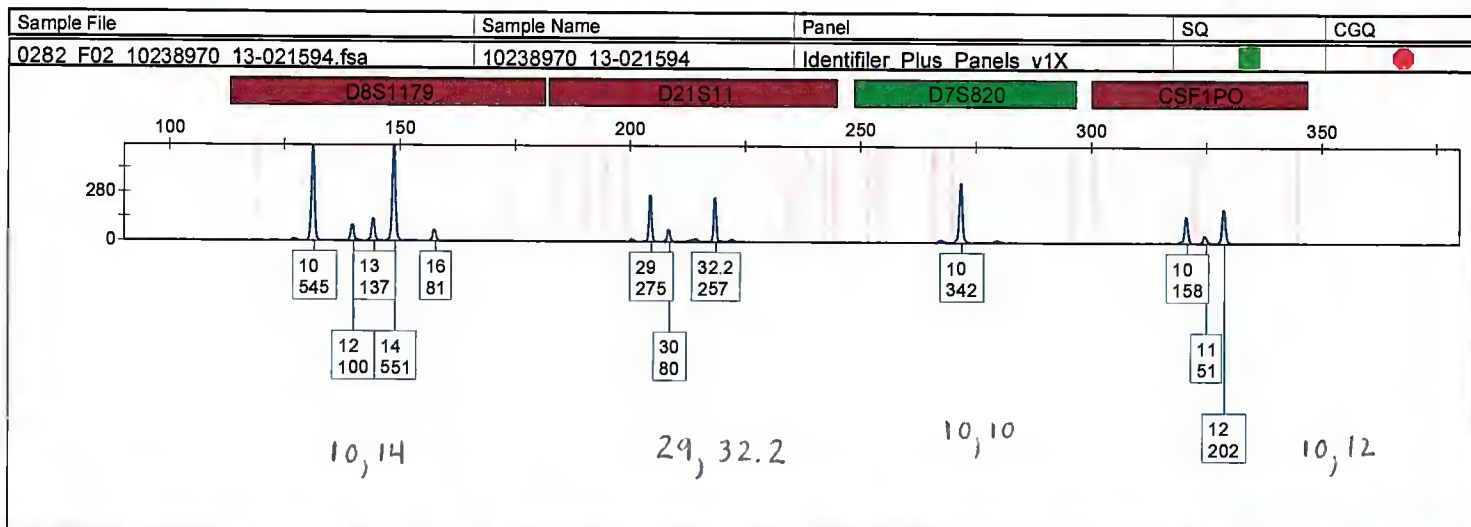 Sample File Sample Name Panel SQ CGQ
0282_F02_10238970_13-021594.fsa 10238970_13-021594 Identifiler_Plus_Panels_v1X
D8S1179 D21S11 D7S820 CSF1PO
100 150 200 250 300 350
280
0
10 13 16 29 32.2 10 10
545 137 81 275 257 342 158
12 14 30 11
100 551 80 51
12
202
10, 14 29, 32.2 10, 10 10, 12